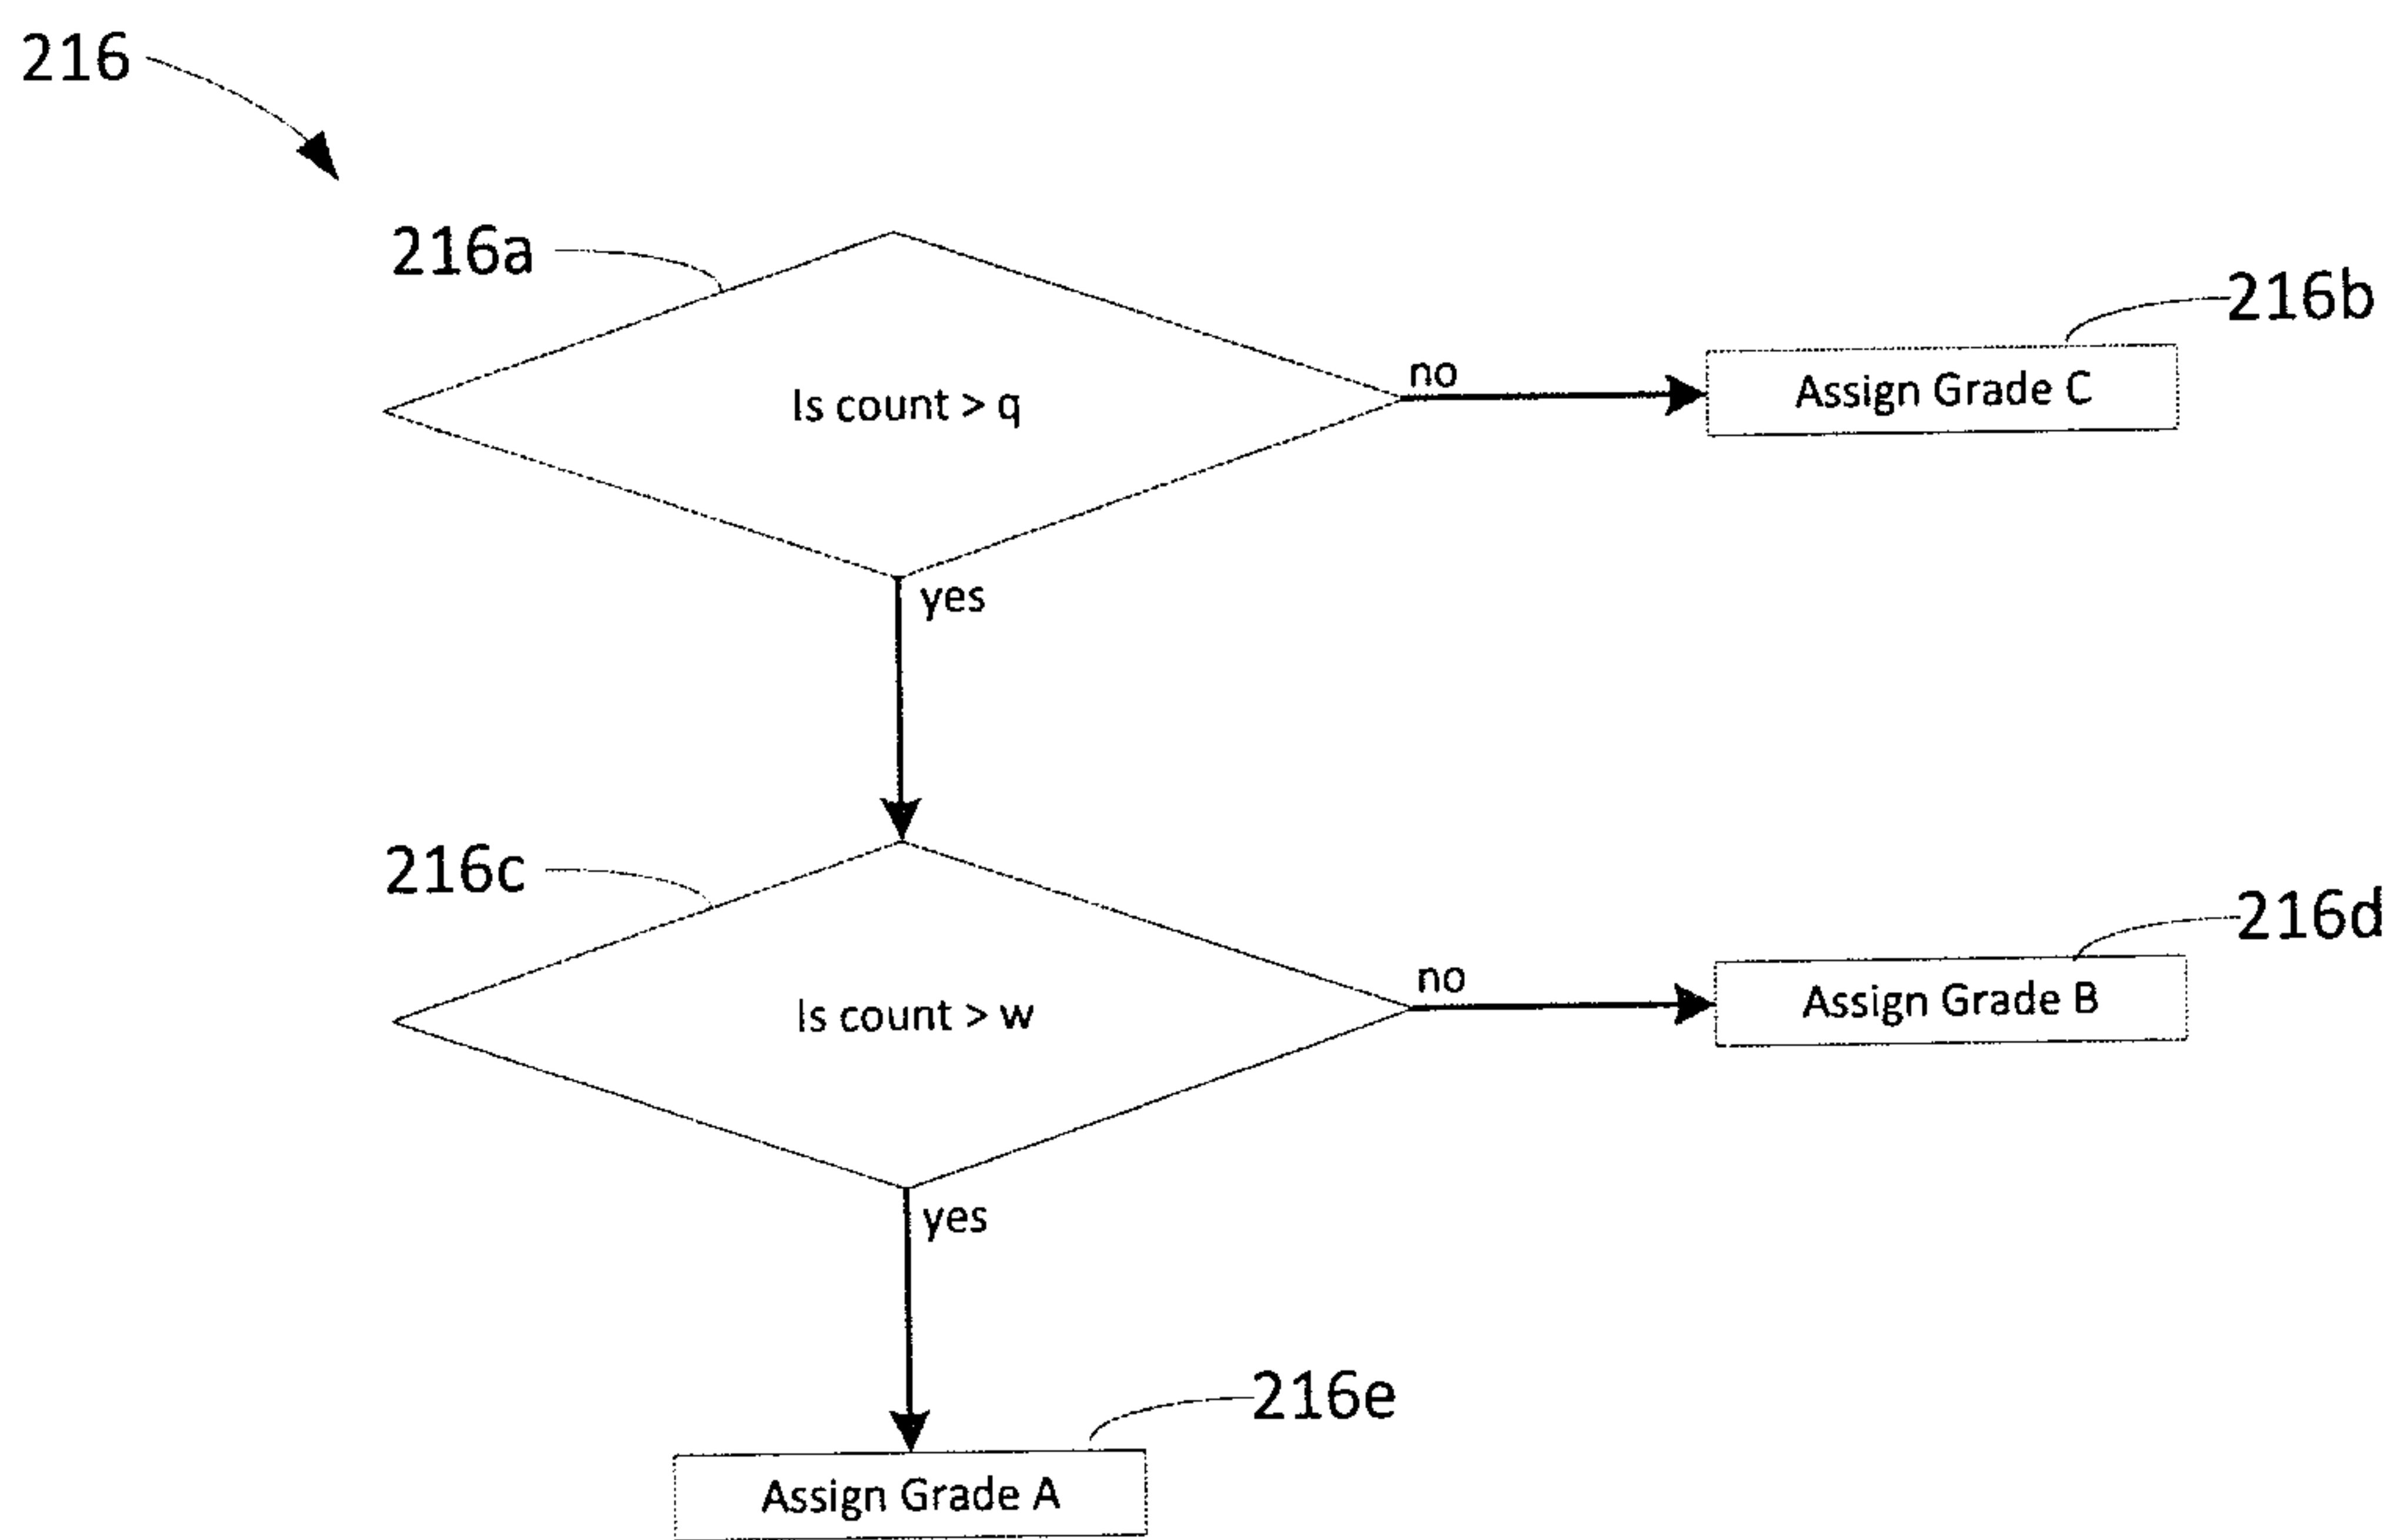 216
216a
216b
Is count > q
no
Assign Grade C
yes
216c
216d
Is count > w
no
Assign Grade B
yes
216e
Assign Grade A